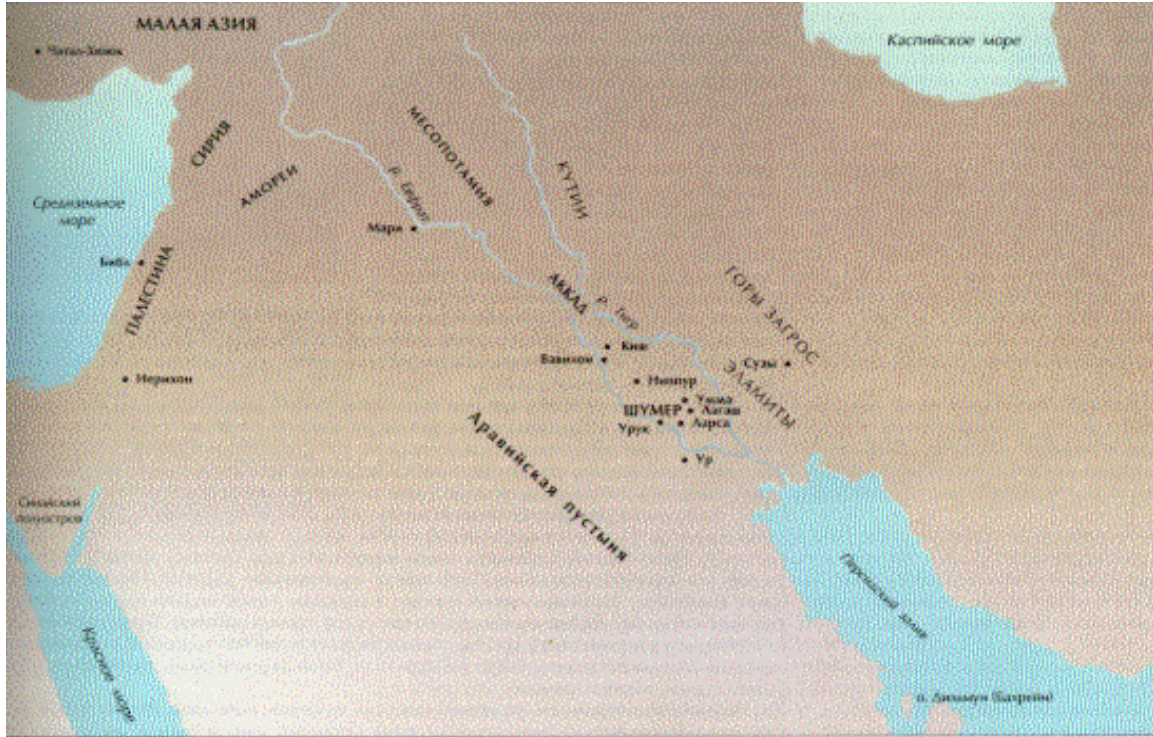 МАЛАЯ АЗИЯ
Каспийское море
СИРИЯ
МЕСОПОТАМИЯ
АМОРЕИ
р. Евфрат
КУТИИ
Средиземное
море
Мари
Библ
ПАЛЕСТИНА
АККАД
р. Тигр
ГОРЫ ЗАГРОС
Киш
Вавилон
Сузы
Иерихон
Ниппур
ЭЛАМИТЫ
Умма
ШУМЕР
Лагаш
Урук
Ларса
Ур
Аравийская пустыня
Синайский
полуостров
Персидский залив
Красное море
п. Дильмун (Бахрейн)